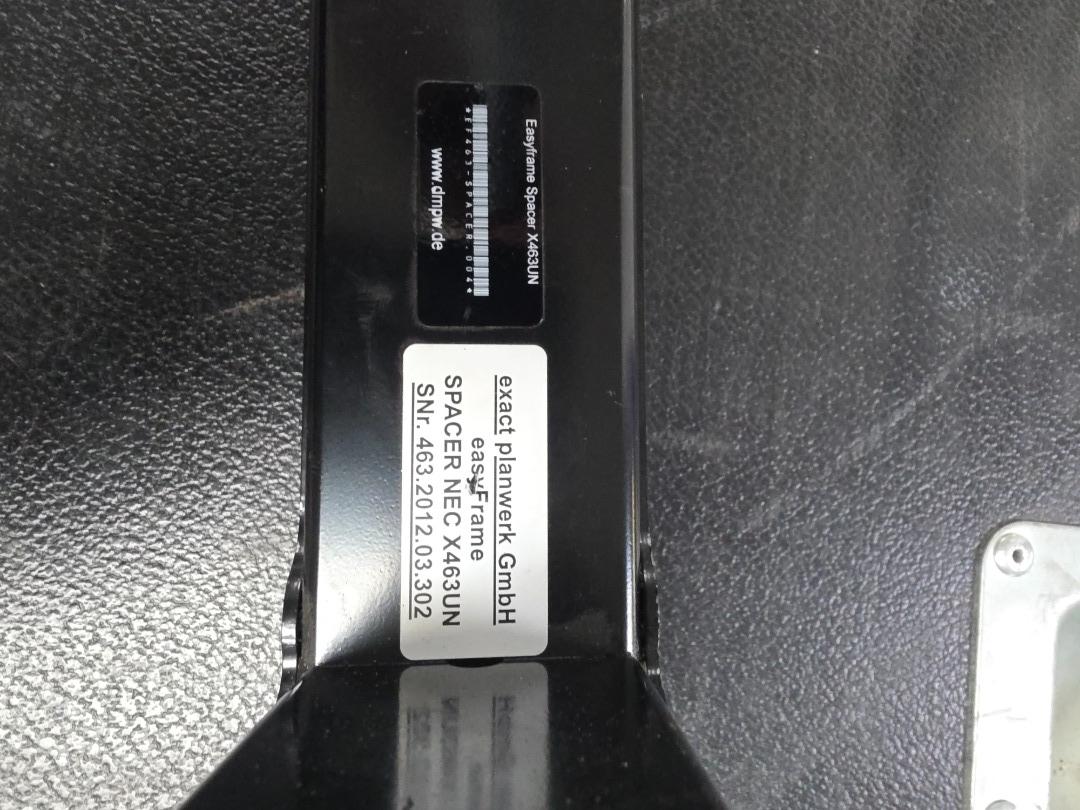 Easyframe Spacer X463UN
*EF463-SPACER.004*
www.dmpw.de
exact planwerk GmbH
easyFrame
SPACER NEC X463UN
SNr. 463.2012.03.302